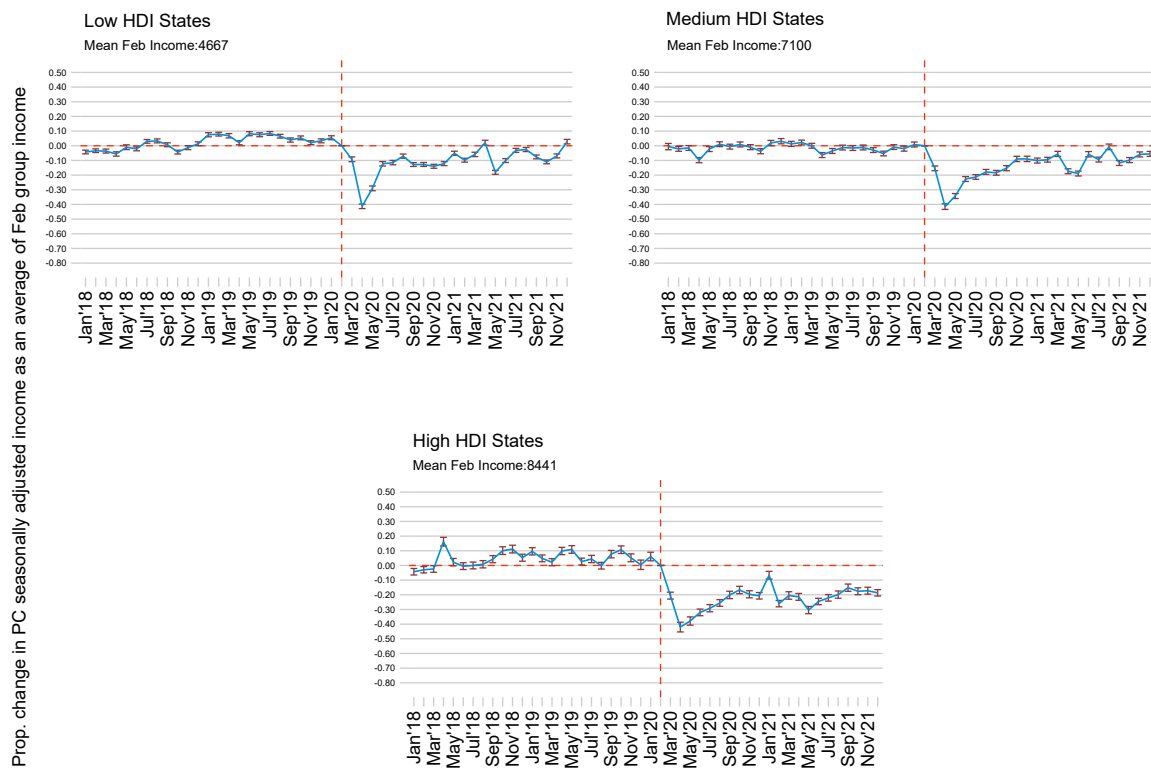 Prop. change in PC seasonally adjusted income as an average of Feb group income
Low HDI States
Mean Feb Income:4667
0.50
0.40
0.30
0.20
0.10
0.00
-0.10
-0.20
-0.30
-0.40
-0.50
-0.60
-0.70
-0.80
Jan'18
Mar'18
May'18
Jul'18
Sep'18
Nov'18
Jan'19
Mar'19
May'19
Jul'19
Sep'19
Nov'19
Jan'20
Mar'20
May'20
Jul'20
Sep'20
Nov'20
Jan'21
Mar'21
May'21
Jul'21
Sep'21
Nov'21
Medium HDI States
Mean Feb Income:7100
0.50
0.40
0.30
0.20
0.10
0.00
-0.10
-0.20
-0.30
-0.40
-0.50
-0.60
-0.70
-0.80
Jan'18
Mar'18
May'18
Jul'18
Sep'18
Nov'18
Jan'19
Mar'19
May'19
Jul'19
Sep'19
Nov'19
Jan'20
Mar'20
May'20
Jul'20
Sep'20
Nov'20
Jan'21
Mar'21
May'21
Jul'21
Sep'21
Nov'21
High HDI States
Mean Feb Income:8441
0.50
0.40
0.30
0.20
0.10
0.00
-0.10
-0.20
-0.30
-0.40
-0.50
-0.60
-0.70
-0.80
Jan'18
Mar'18
May'18
Jul'18
Sep'18
Nov'18
Jan'19
Mar'19
May'19
Jul'19
Sep'19
Nov'19
Jan'20
Mar'20
May'20
Jul'20
Sep'20
Nov'20
Jan'21
Mar'21
May'21
Jul'21
Sep'21
Nov'21